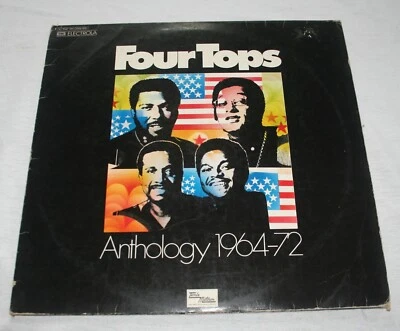 ELECTROLA
Four Tops
Anthology 1964-72